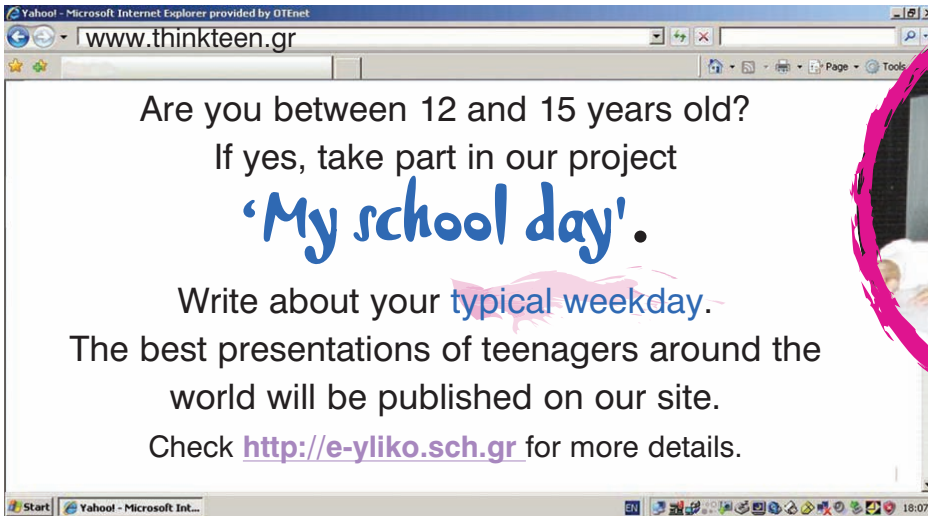 Yahoo! - Microsoft Internet Explorer provided by OTEnet
www.thinkteen.gr
Page
Tools
Are you between 12 and 15 years old?
If yes, take part in our project
‘My school day'.
Write about your typical weekday.
The best presentations of teenagers around the
world will be published on our site.
Check http://e-yliko.sch.gr for more details.
Start
Yahoo! - Microsoft Int...
EN
18:07